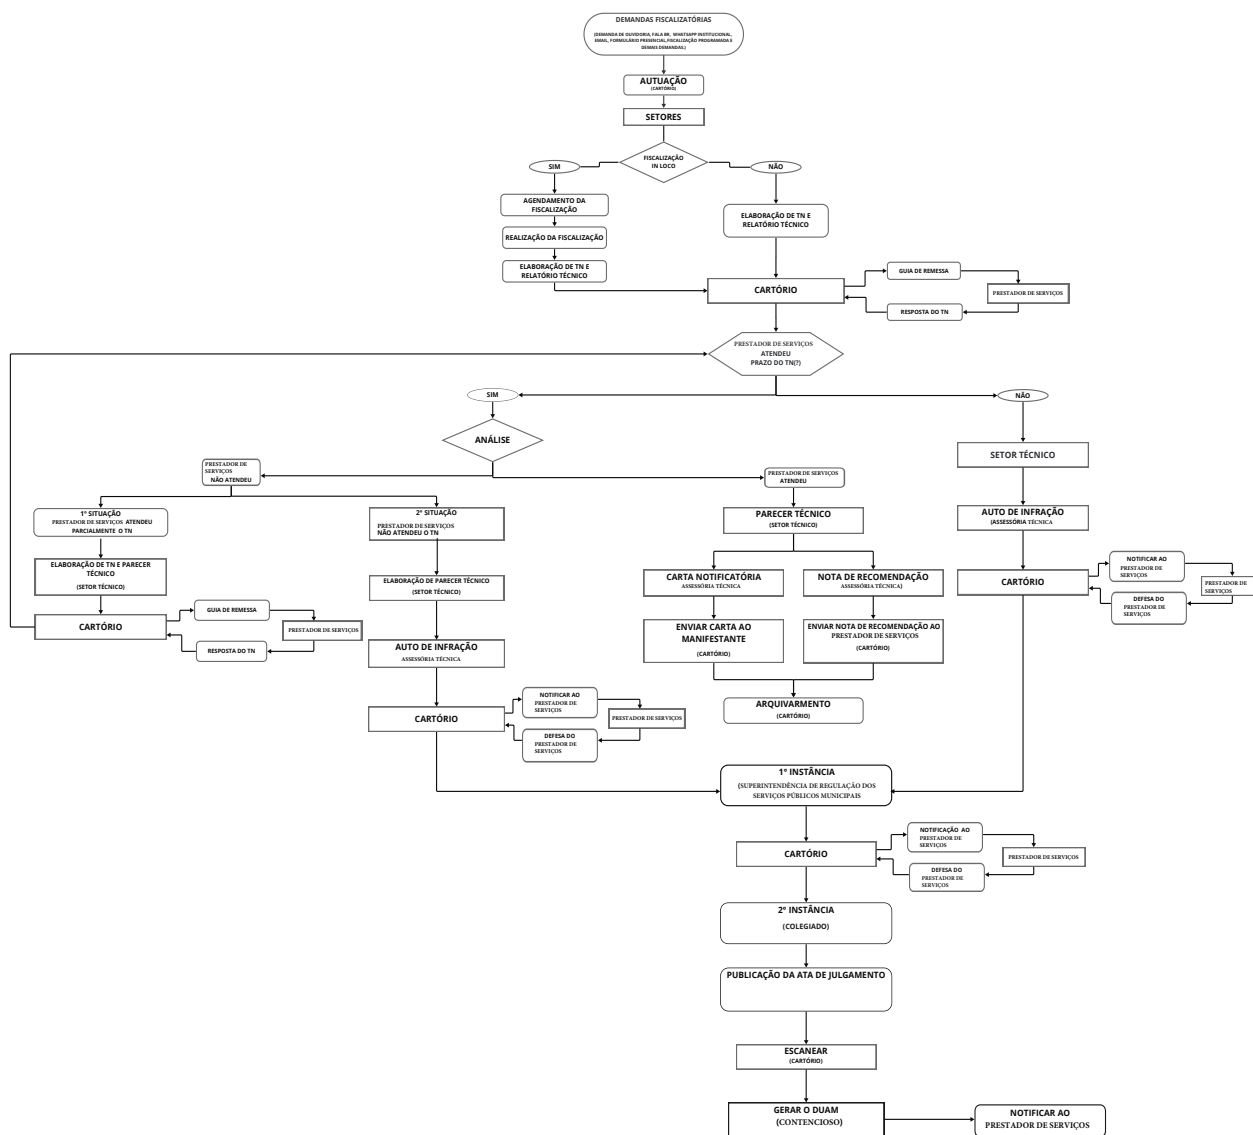 DEMANDAS FISCALIZATÓRIAS
(DEMANDA DE OUVIDORIA, FALA BR, WHATSAPP INSTITUCIONAL,
EMAIL, FORMULÁRIO PRESENCIAL,FISCALIZAÇÃO PROGRAMADA E
DEMAIS DEMANDAS.)
AUTUAÇÃO
(CARTÓRIO)
SETORES
FISCALIZAÇÃO
IN LOCO
SIM
NÃO
AGENDAMENTO DA
FISCALIZAÇÃO
REALIZAÇÃO DA FISCALIZAÇÃO
ELABORAÇÃO DE TN E
RELATÓRIO TÉCNICO
ELABORAÇÃO DE TN E
RELATÓRIO TÉCNICO
CARTÓRIO
GUIA DE REMESSA
PRESTADOR DE SERVIÇOS
RESPOSTA DO TN
PRESTADOR DE SERVIÇOS
ATENDEU
PRAZO DO TN(?)
SIM
NÃO
ANÁLISE
SETOR TÉCNICO
PRESTADOR DE
SERVIÇOS
NÃO ATENDEU
PRESTADOR DE SERVIÇOS
ATENDEU
1º SITUAÇÃO
PRESTADOR DE SERVIÇOS ATENDEU
PARCIALMENTE O TN
2º SITUAÇÃO
PRESTADOR DE SERVIÇOS
NÃO ATENDEU O TN
PARECER TÉCNICO
(SETOR TÉCNICO)
AUTO DE INFRAÇÃO
(ASSESSÓRIA TÉCNICA
ELABORAÇÃO DE TN E PARECER
TÉCNICO
(SETOR TÉCNICO)
ELABORAÇÃO DE PARECER TÉCNICO
(SETOR TÉCNICO)
CARTA NOTIFICATÓRIA
ASSESSÓRIA TÉCNICA
NOTA DE RECOMENDAÇÃO
ASSESSÓRIA TÉCNICA)
CARTÓRIO
NOTIFICAR AO
PRESTADOR DE
SERVIÇOS
PRESTADOR DE
SERVIÇOS
DEFESA DO
PRESTADOR DE
SERVIÇOS
CARTÓRIO
GUIA DE REMESSA
PRESTADOR DE SERVIÇOS
RESPOSTA DO TN
AUTO DE INFRAÇÃO
ASSESSÓRIA TÉCNICA
ENVIAR CARTA AO
MANIFESTANTE
(CARTÓRIO)
ENVIAR NOTA DE RECOMENDAÇÃO AO
PRESTADOR DE SERVIÇOS
(CARTÓRIO)
CARTÓRIO
NOTIFICAR AO
PRESTADOR DE
SERVIÇOS
PRESTADOR DE SERVIÇOS
DEFESA DO
PRESTADOR DE
SERVIÇOS
ARQUIVARMENTO
(CARTÓRIO)
1º INSTÂNCIA
(SUPERINTENDÊNCIA DE REGULAÇÃO DOS
SERVIÇOS PÚBLICOS MUNICIPAIS
CARTÓRIO
NOTIFICAÇÃO AO
PRESTADOR DE
SERVIÇOS
PRESTADOR DE SERVIÇOS
DEFESA DO
PRESTADOR DE
SERVIÇOS
2º INSTÂNCIA
(COLEGIADO)
PUBLICAÇÃO DA ATA DE JULGAMENTO
ESCANEAR
(CARTÓRIO)
GERAR O DUAM
(CONTENCIOSO)
NOTIFICAR AO
PRESTADOR DE SERVIÇOS